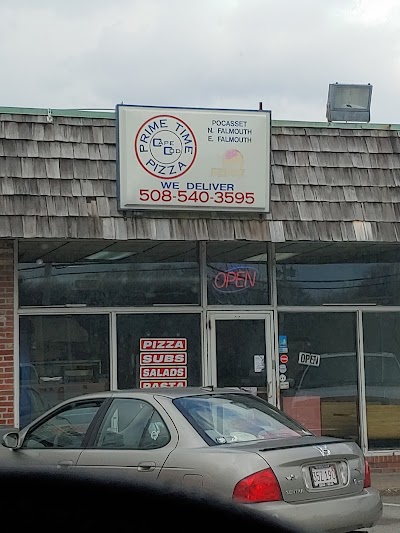 PRIME TIME
CAPE COD
PIZZA
POCASSET
N. FALMOUTH
E. FALMOUTH
WE DELIVER
508-540-3595
OPEN
PIZZA
SUBS
SALADS
PASTA
OPEN